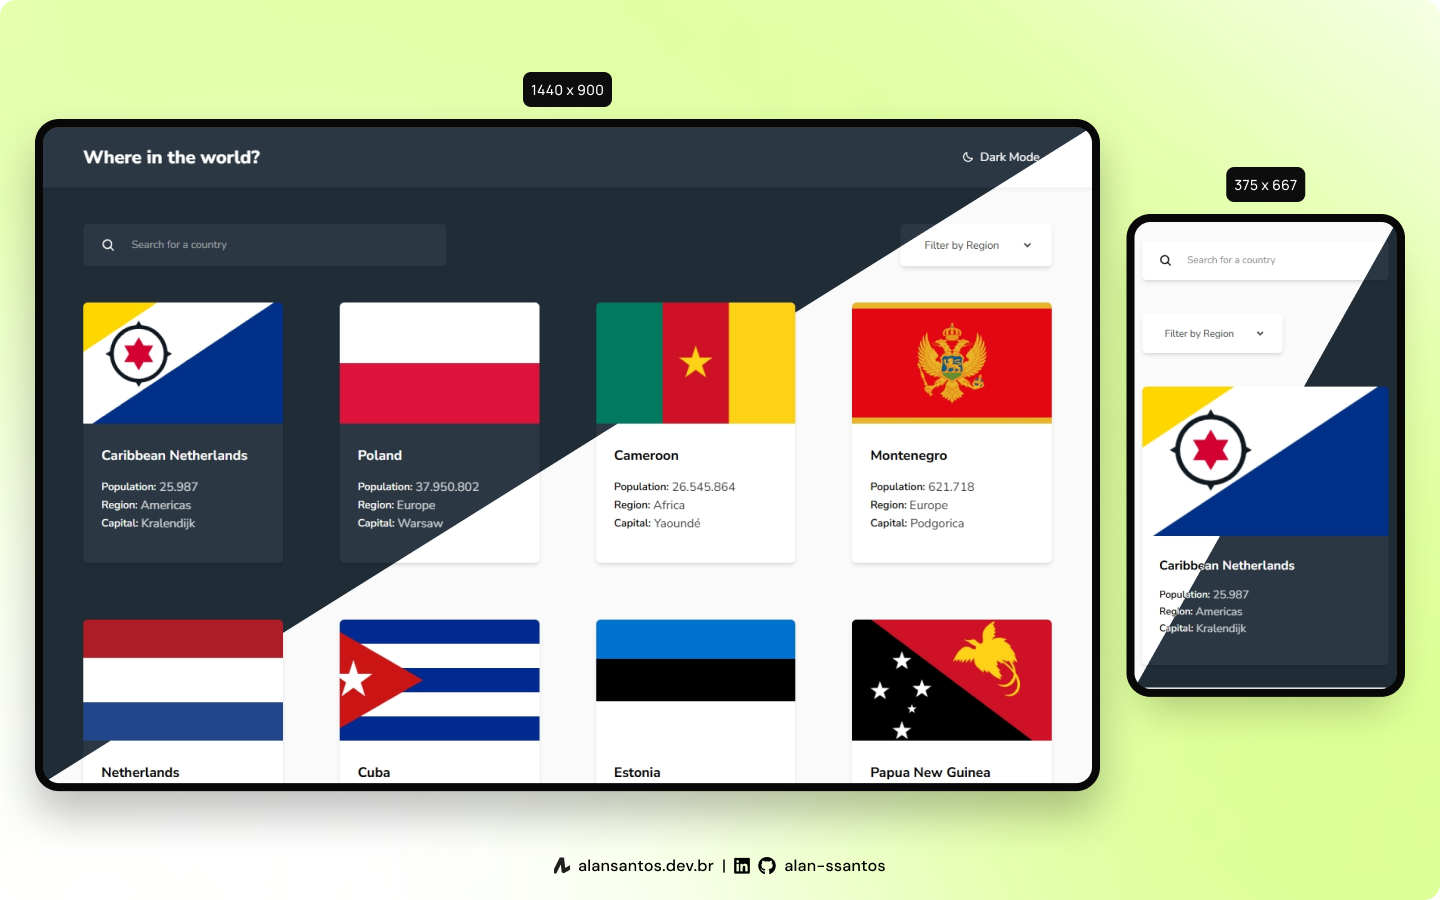 1440 x 900
Where in the world?
Dark Mode
Search for a country
Filter by Region
Caribbean Netherlands
Population: 25.987
Region: Americas
Capital: Kralendijk
Poland
Population: 37.950.802
Region: Europe
Capital: Warsaw
Cameroon
Population: 26.545.864
Region: Africa
Capital: Yaoundé
Montenegro
Population: 621.718
Region: Europe
Capital: Podgorica
Netherlands
Cuba
Estonia
Papua New Guinea
375 x 667
Search for a country
Filter by Region
Caribbean Netherlands
Population: 25.987
Region: Americas
Capital: Kralendijk
alansantos.dev.br | in alan-ssantos